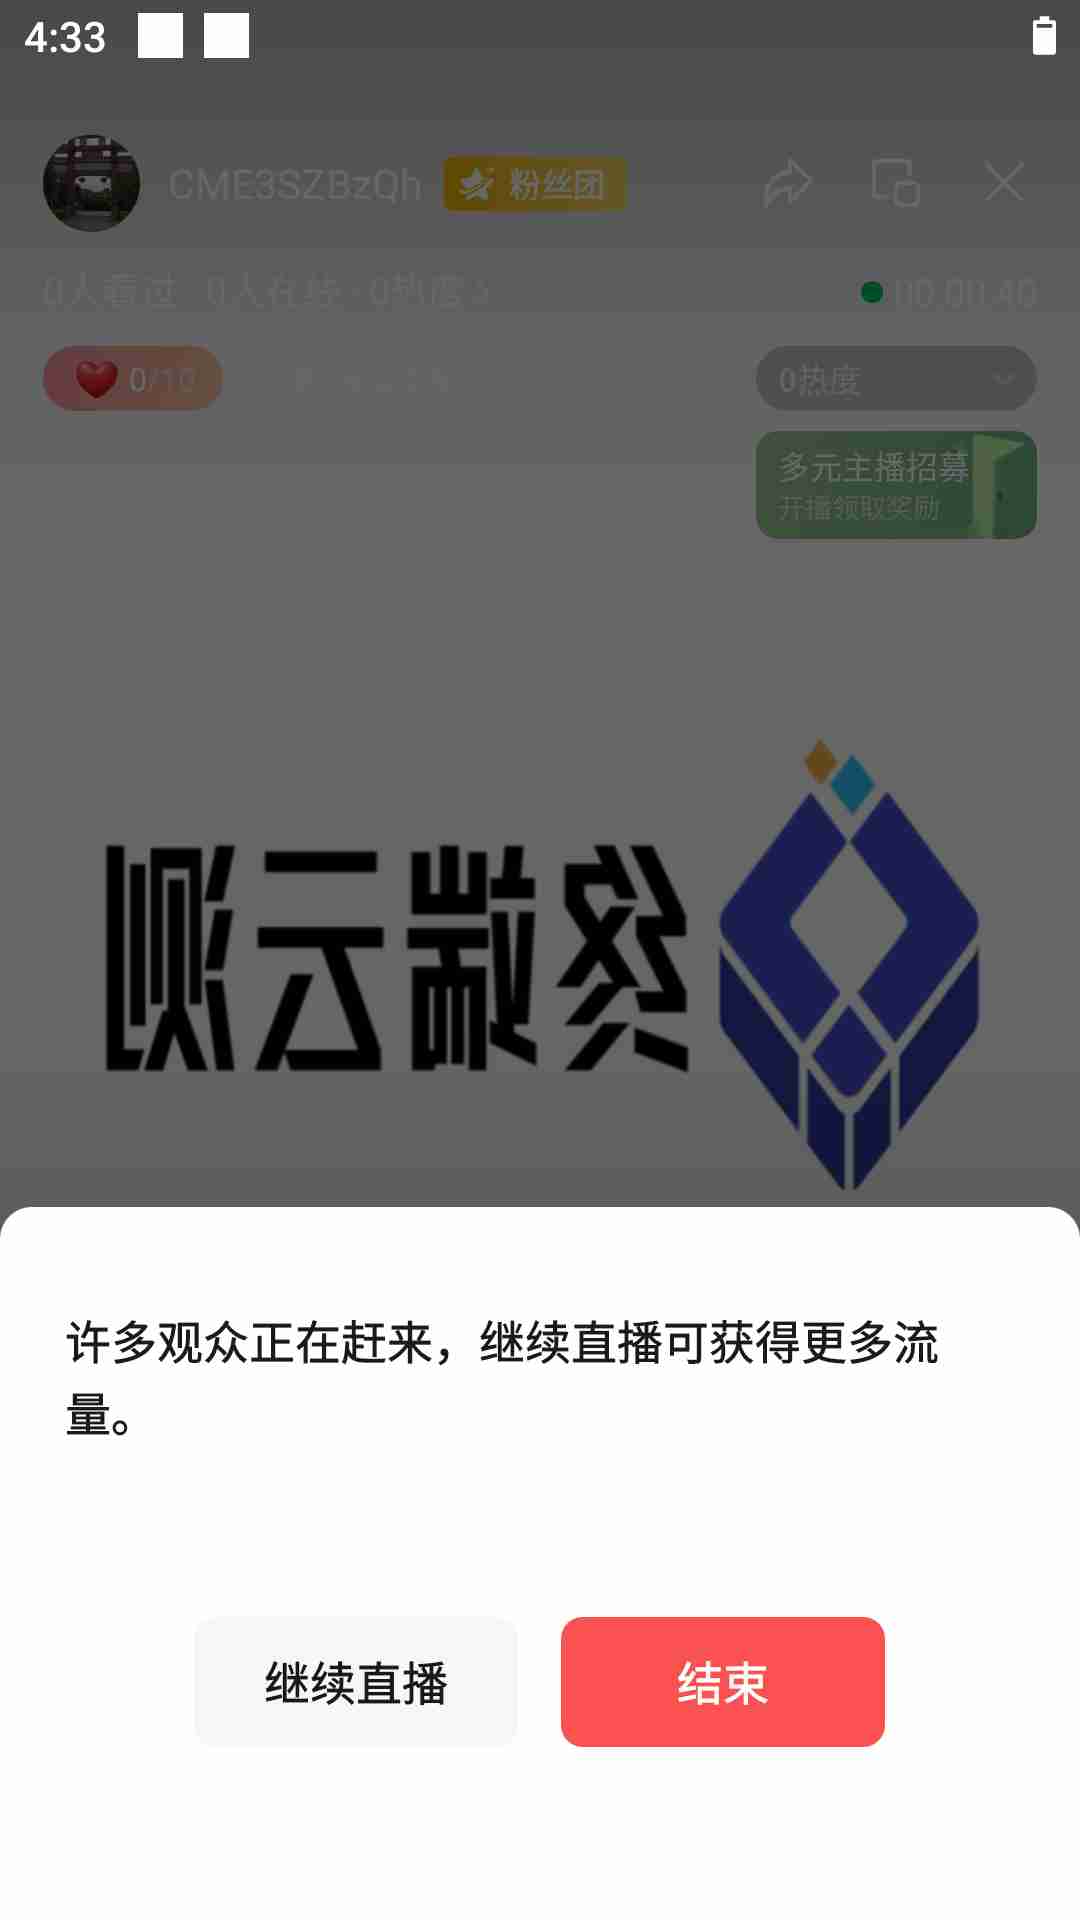 4:33
CME3SZBzQh
粉丝团
0人看过
0人在线·0热度
00:00:40
0/10
0热度
多元主播招募
开播领取奖励
终端云测
许多观众正在赶来，继续直播可获得更多流
量。
继续直播
结束